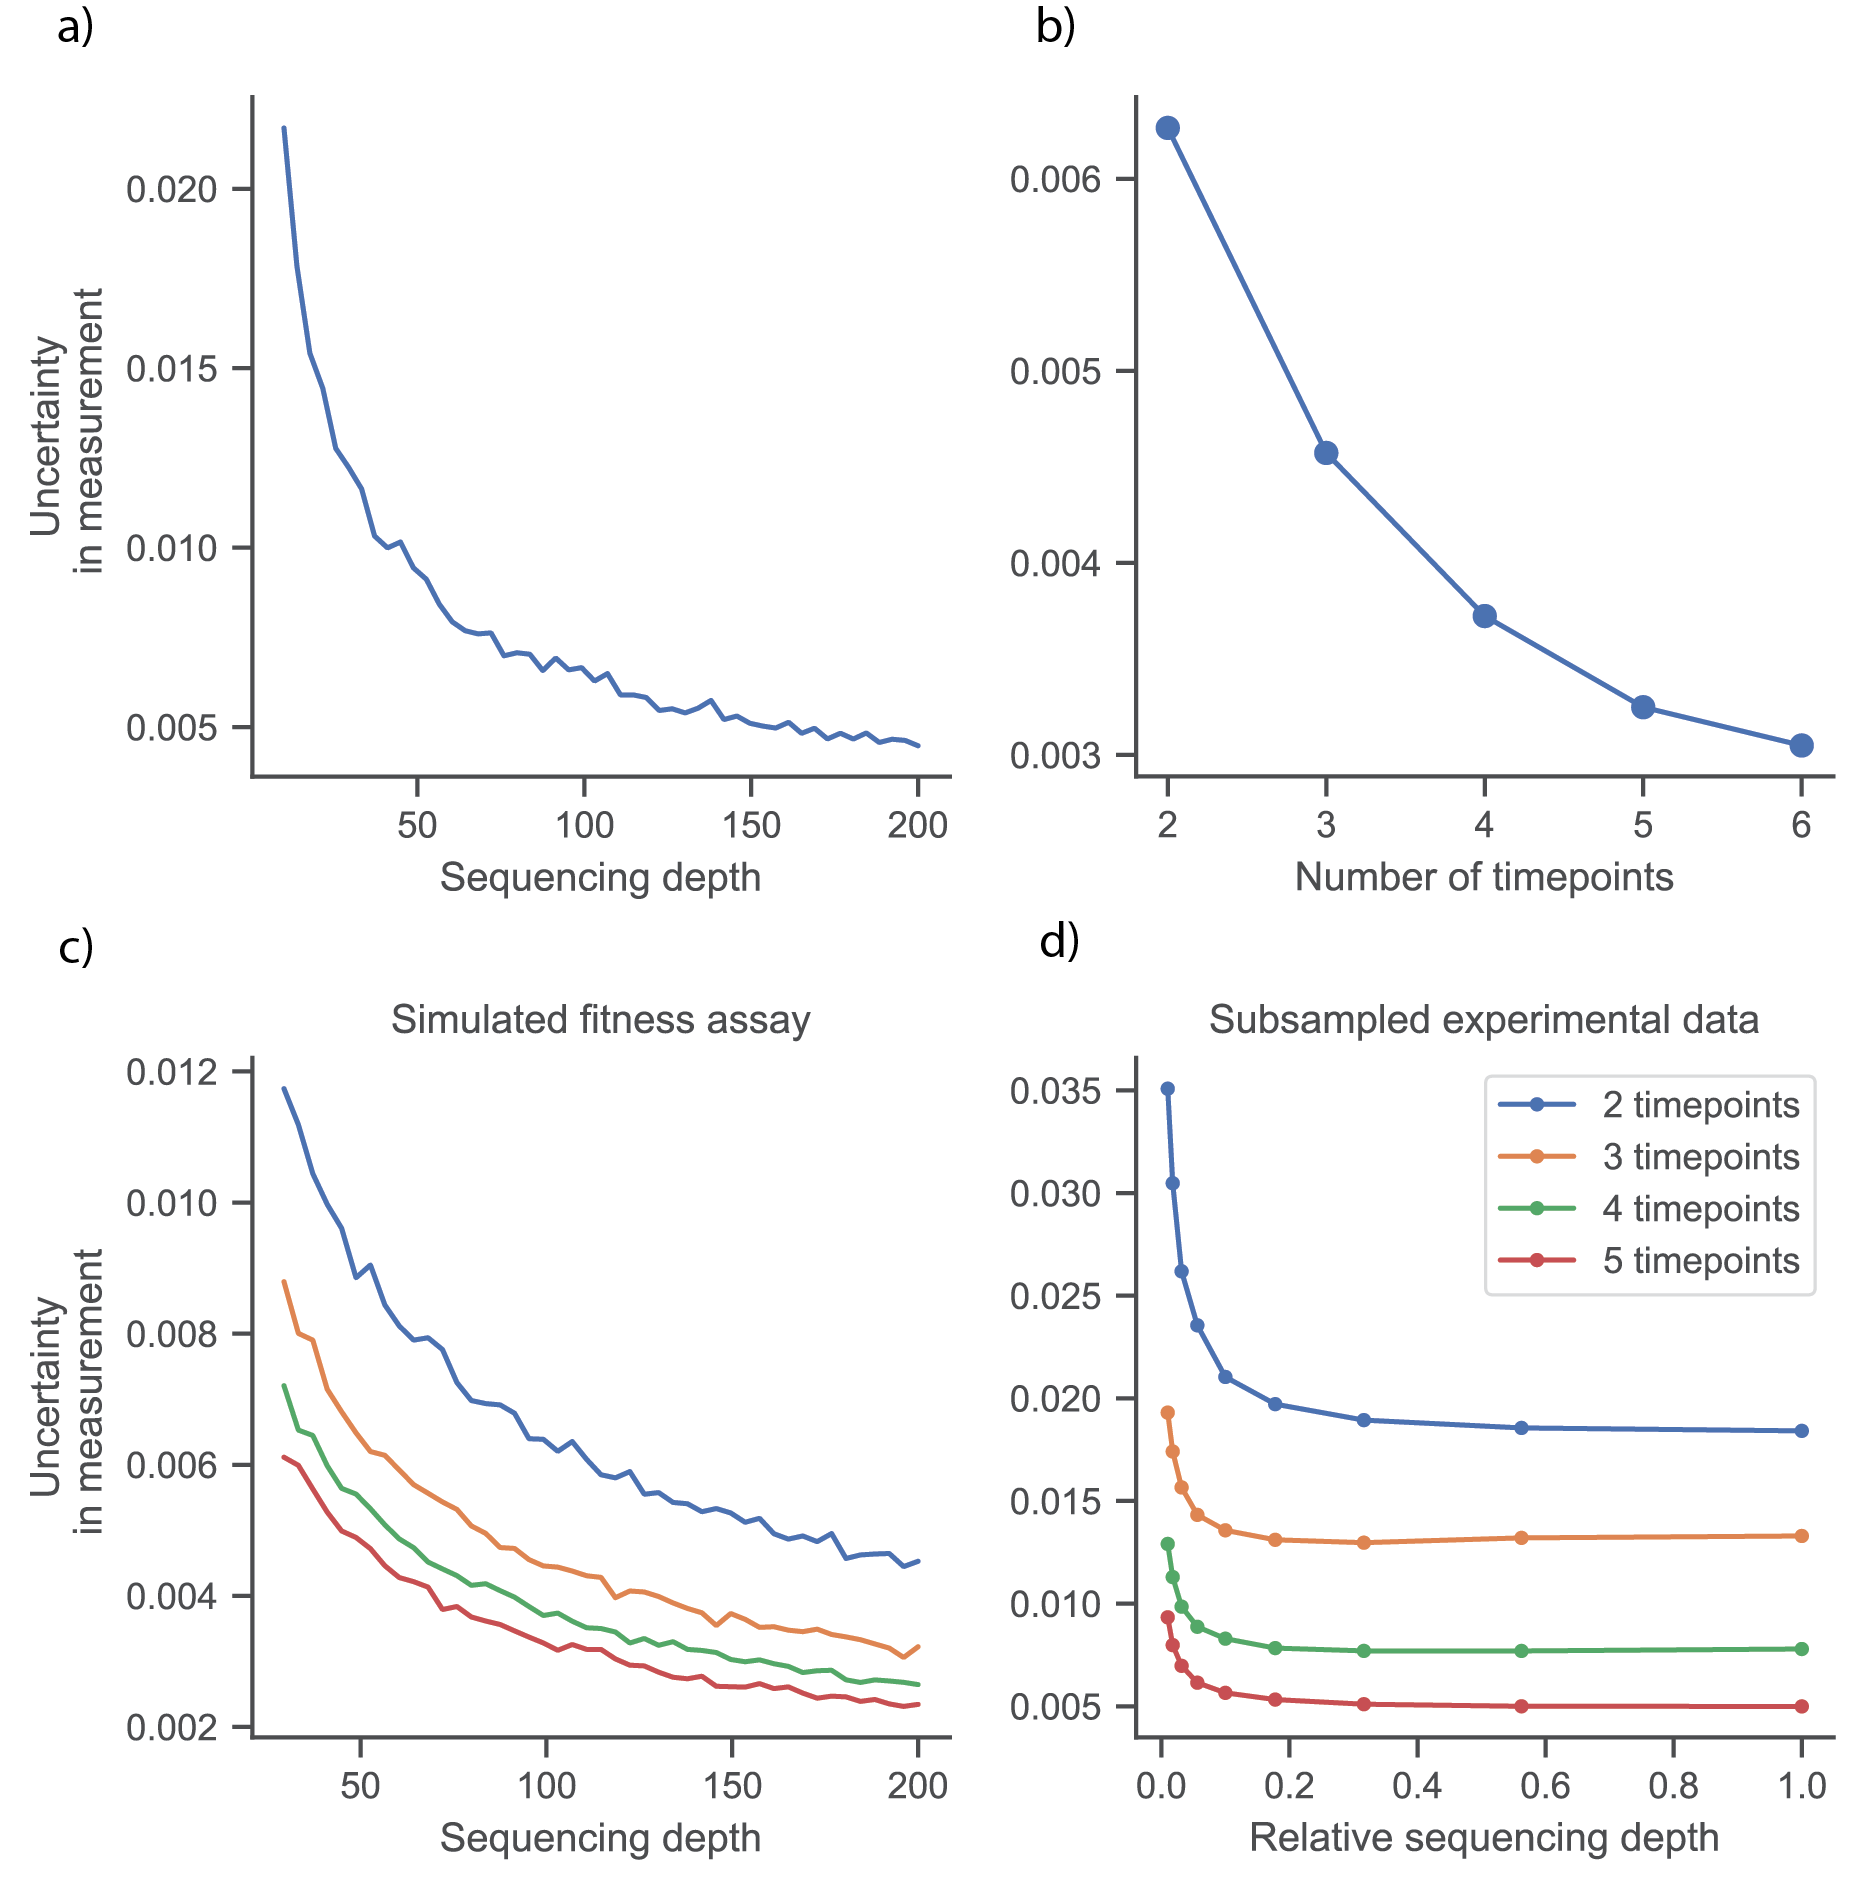 a)
0.020
0.015
0.010
0.005
Uncertainty
in measurement
50 100 150 200
Sequencing depth
b)
0.006
0.005
0.004
0.003
2 3 4 5 6
Number of timepoints
c)
Simulated fitness assay
0.012
0.010
0.008
0.006
0.004
0.002
Uncertainty
in measurement
50 100 150 200
Sequencing depth
d)
Subsampled experimental data
0.035
0.030
0.025
0.020
0.015
0.010
0.005
2 timepoints
3 timepoints
4 timepoints
5 timepoints
0.0 0.2 0.4 0.6 0.8 1.0
Relative sequencing depth